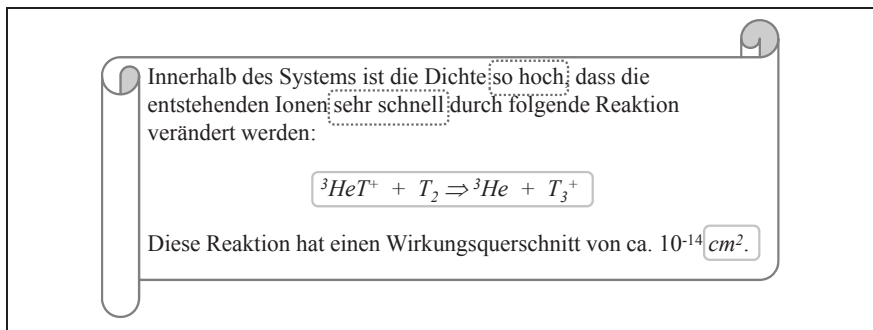 Innerhalb des Systems ist die Dichte so hoch, dass die
entstehenden Ionen sehr schnell durch folgende Reaktion
verändert werden:
³HeT⁺ + T₂ ⇒ ³He + T₃⁺
Diese Reaktion hat einen Wirkungsquerschnitt von ca. 10⁻¹⁴ cm².